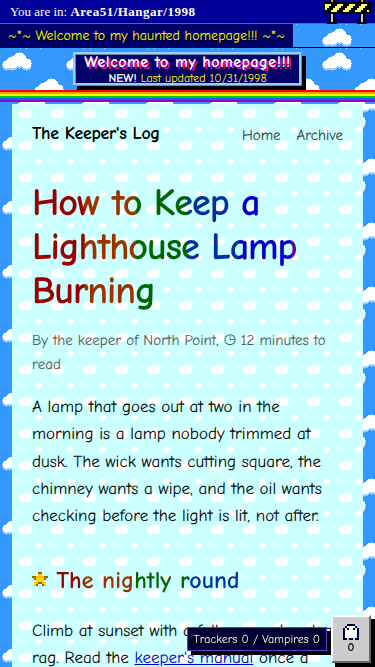 You are in: Area51/Hangar/1998
~*~ Welcome to my haunted homepage!!! ~*~
Welcome to my homepage!!!
NEW! Last updated 10/31/1998
The Keeper's Log
Home Archive
How to Keep a
Lighthouse Lamp
Burning
By the keeper of North Point, 12 minutes to
read
A lamp that goes out at two in the
morning is a lamp nobody trimmed at
dusk. The wick wants cutting square, the
chimney wants a wipe, and the oil wants
checking before the light is lit, not after.
The nightly round
Climb at sunset with a
Trackers 0 / Vampires 0
0
rag. Read the keeper's manual once a